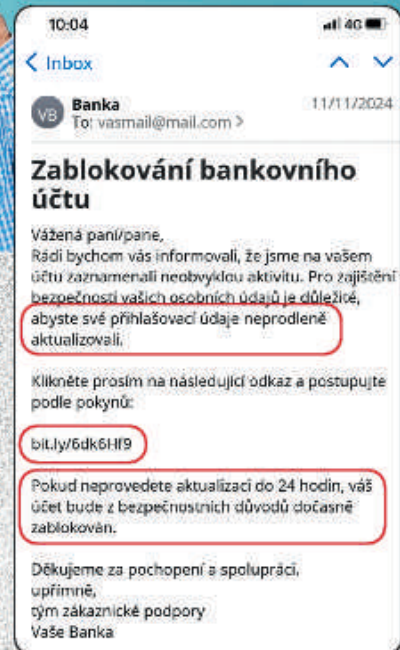 10:04
4G
Inbox
VB
Banka
11/11/2024
To: vasmail@mail.com
Zablokování bankovního
účtu
Vážená paní/pane,
Rádi bychom vás informovali, že jsme na vašem
účtu zaznamenali neobvyklou aktivitu. Pro zajištění
bezpečnosti vašich osobních údajů je důležité,
abyste své přihlašovací údaje neprodleně
aktualizovali.
Klikněte prosím na následující odkaz a postupujte
podle pokynů:
bit.ly/6dk6Hf9
Pokud neprovedete aktualizaci do 24 hodin, váš
účet bude z bezpečnostních důvodů dočasně
zablokován.
Děkujeme za pochopení a spolupráci,
upřímně,
tým zákaznické podpory
Vaše Banka